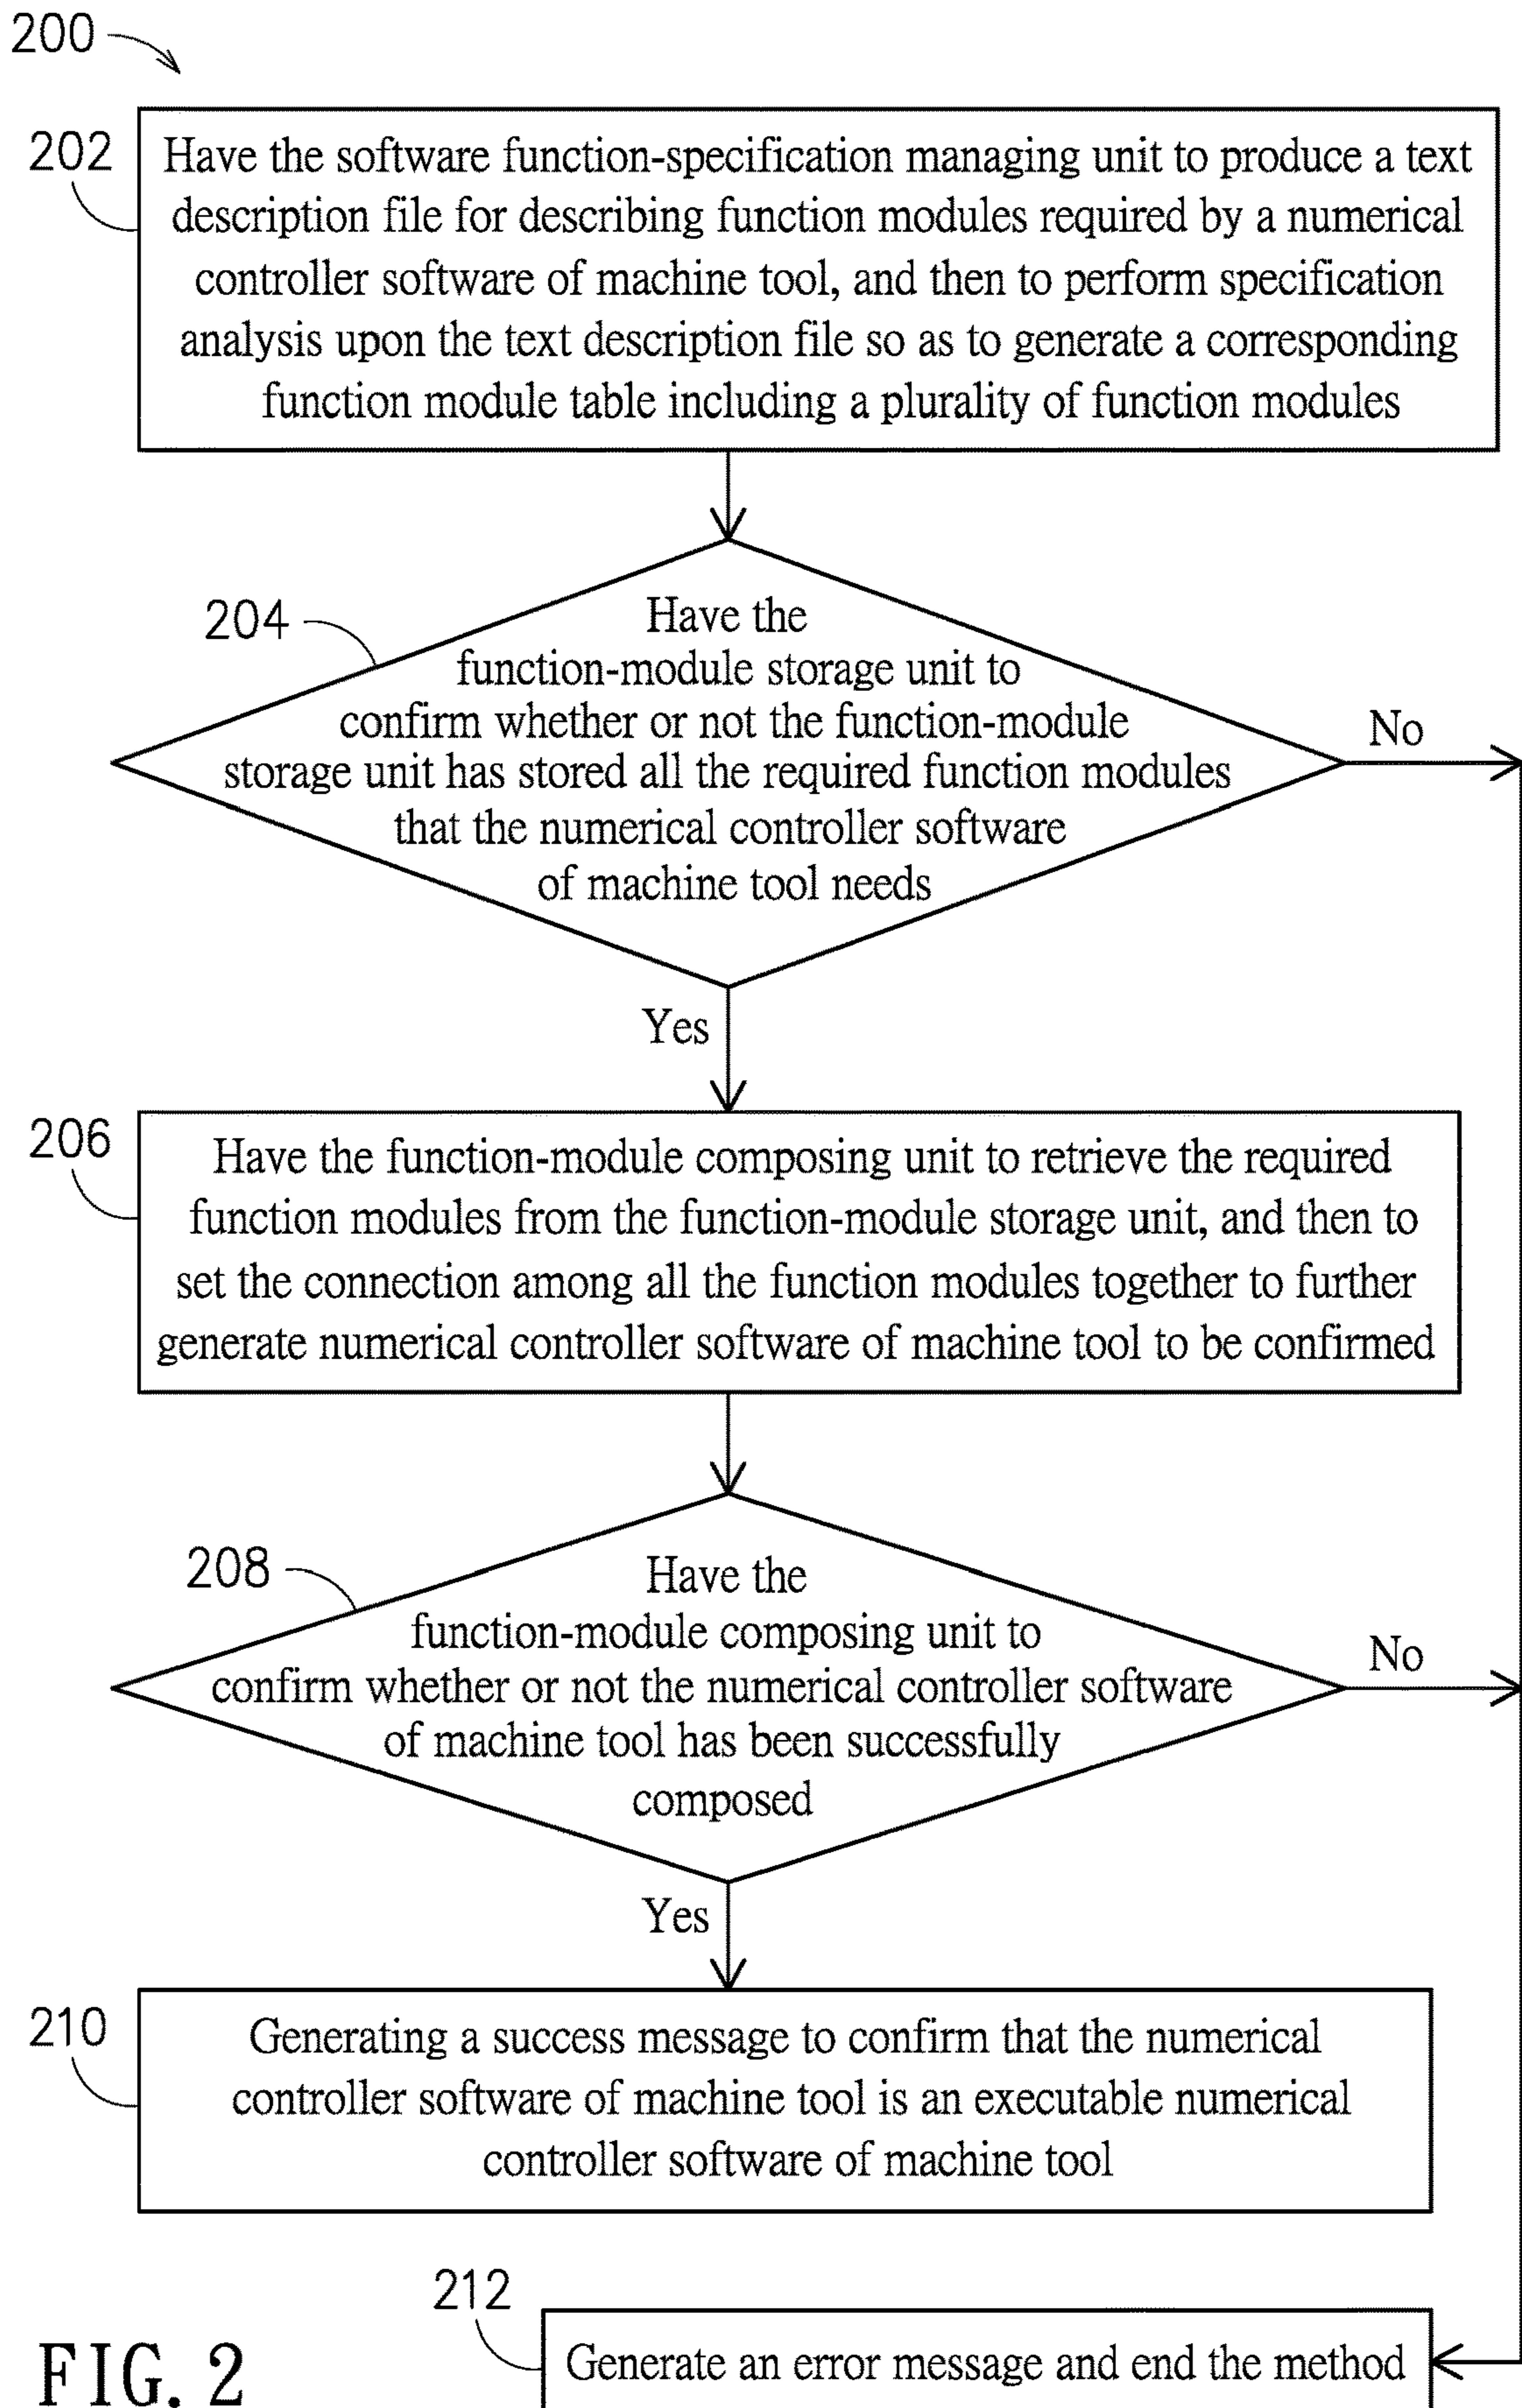 200
202
Have the software function-specification managing unit to produce a text
description file for describing function modules required by a numerical
controller software of machine tool, and then to perform specification
analysis upon the text description file so as to generate a corresponding
function module table including a plurality of function modules
204
Have the
function-module storage unit to
confirm whether or not the function-module
storage unit has stored all the required function modules
that the numerical controller software
of machine tool needs
No
Yes
206
Have the function-module composing unit to retrieve the required
function modules from the function-module storage unit, and then to
set the connection among all the function modules together to further
generate numerical controller software of machine tool to be confirmed
208
Have the
function-module composing unit to
confirm whether or not the numerical controller software
of machine tool has been successfully
composed
No
Yes
210
Generating a success message to confirm that the numerical
controller software of machine tool is an executable numerical
controller software of machine tool
212
Generate an error message and end the method
FIG. 2